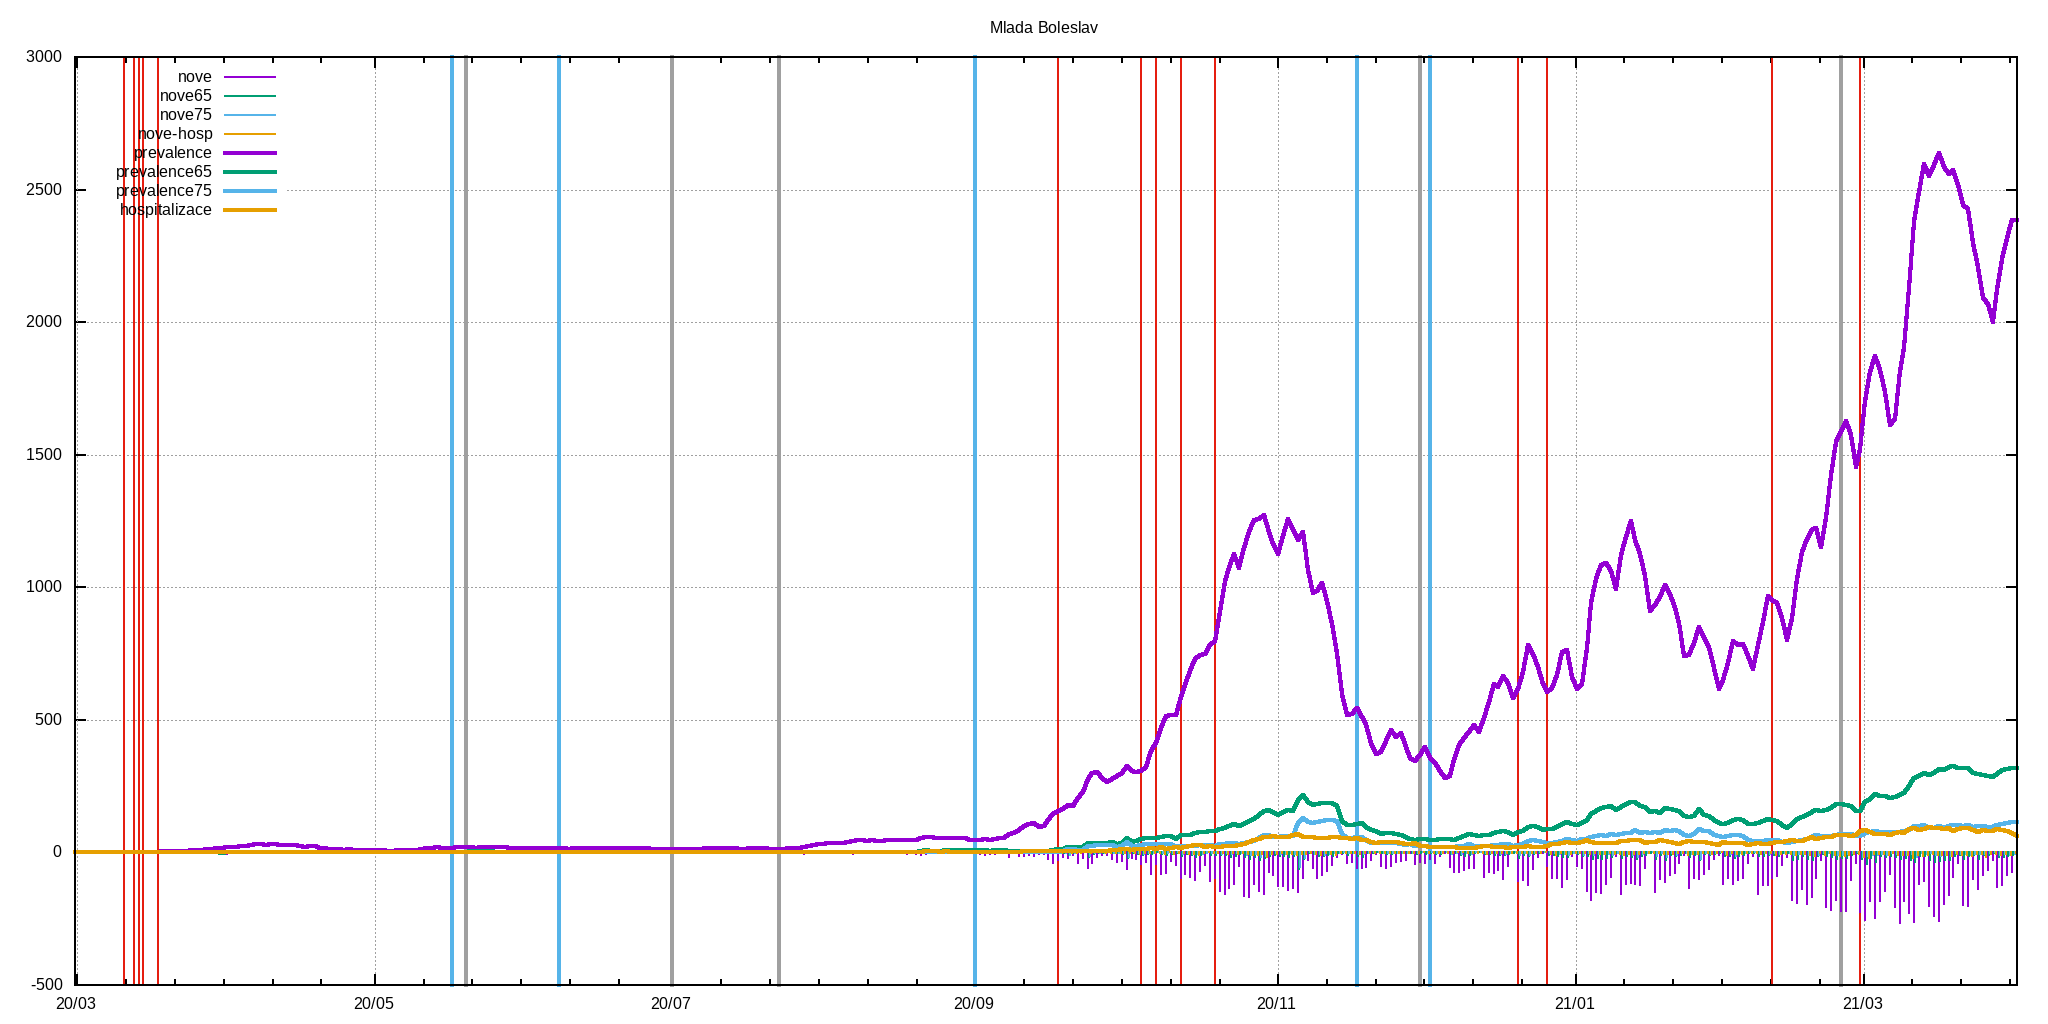 Mlada Boleslav
3000
2500
2000
1500
1000
500
0
-500
nove
nove65
nove75
nove-hosp
prevalence
prevalence65
prevalence75
hospitalizace
20/03 20/05 20/07 20/09 20/11 21/01 21/03